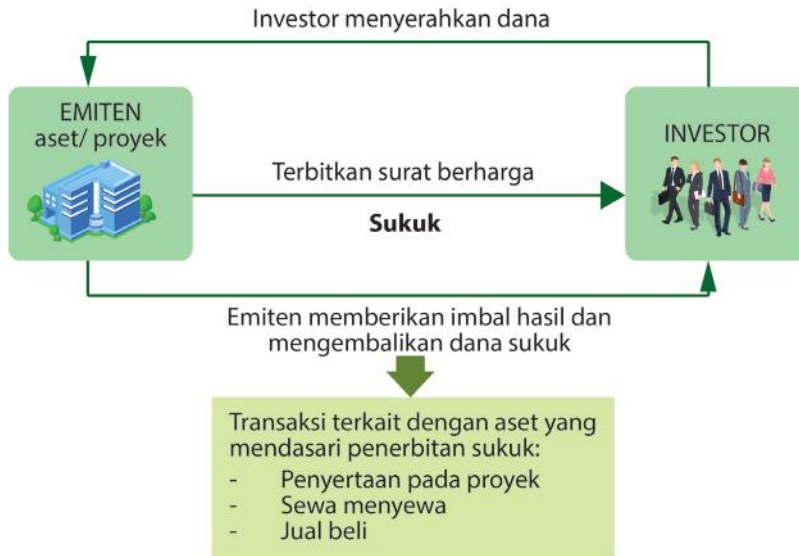 Investor menyerahkan dana
EMITEN
aset/ proyek
INVESTOR
Terbitkan surat berharga
Sukuk
Emiten memberikan imbal hasil dan
mengembalikan dana sukuk
Transaksi terkait dengan aset yang
mendasari penerbitan sukuk:
- Penyertaan pada proyek
- Sewa menyewa
- Jual beli